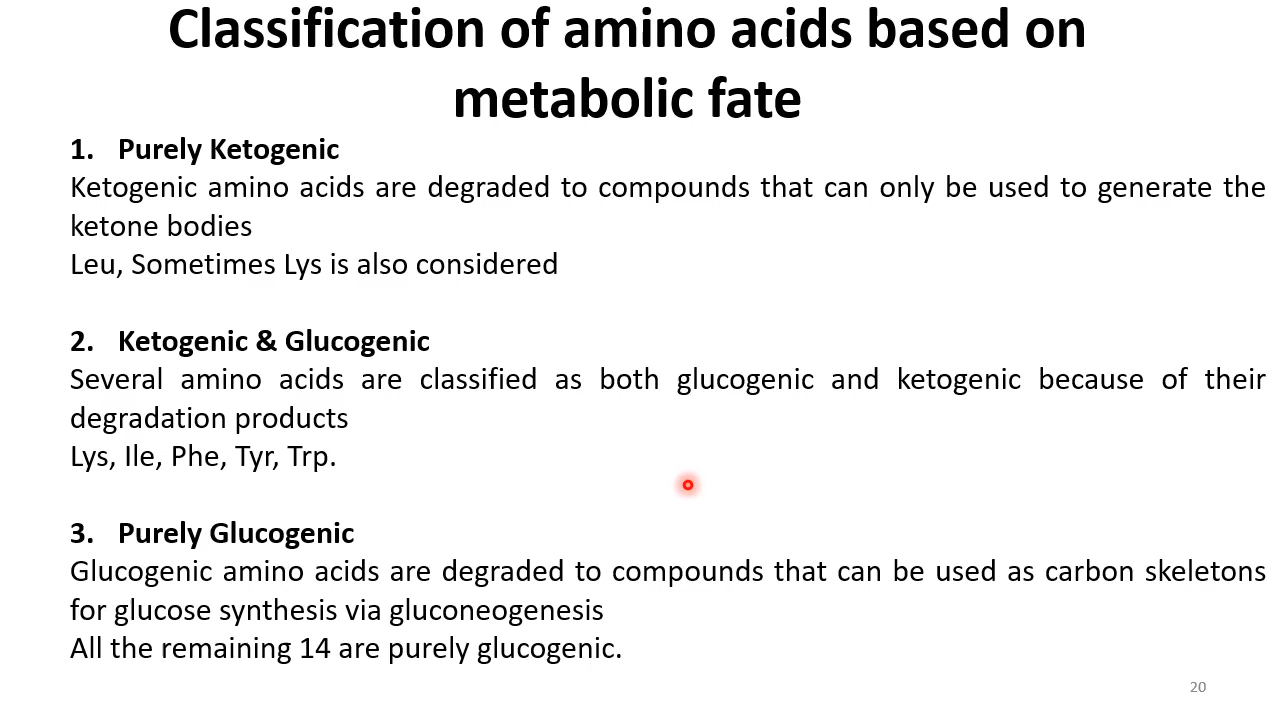 Classification of amino acids based on
metabolic fate
1. Purely Ketogenic
Ketogenic amino acids are degraded to compounds that can only be used to generate the
ketone bodies
Leu, Sometimes Lys is also considered
2. Ketogenic & Glucogenic
Several amino acids are classified as both glucogenic and ketogenic because of their
degradation products
Lys, Ile, Phe, Tyr, Trp.
3. Purely Glucogenic
Glucogenic amino acids are degraded to compounds that can be used as carbon skeletons
for glucose synthesis via gluconeogenesis
All the remaining 14 are purely glucogenic.
20